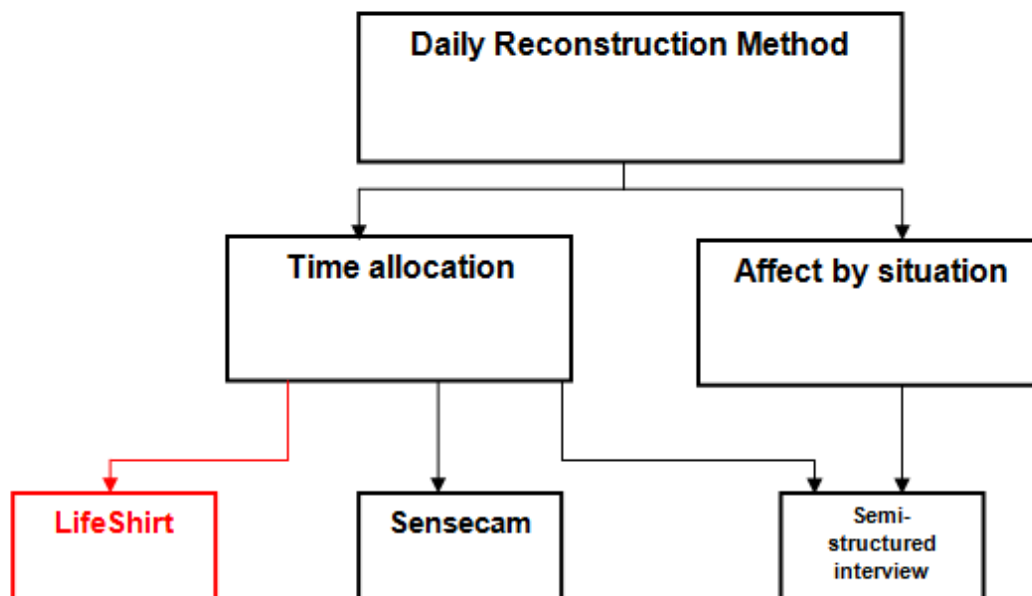 Daily Reconstruction Method
Time allocation
Affect by situation
LifeShirt
Sensecam
Semi-
structured
interview